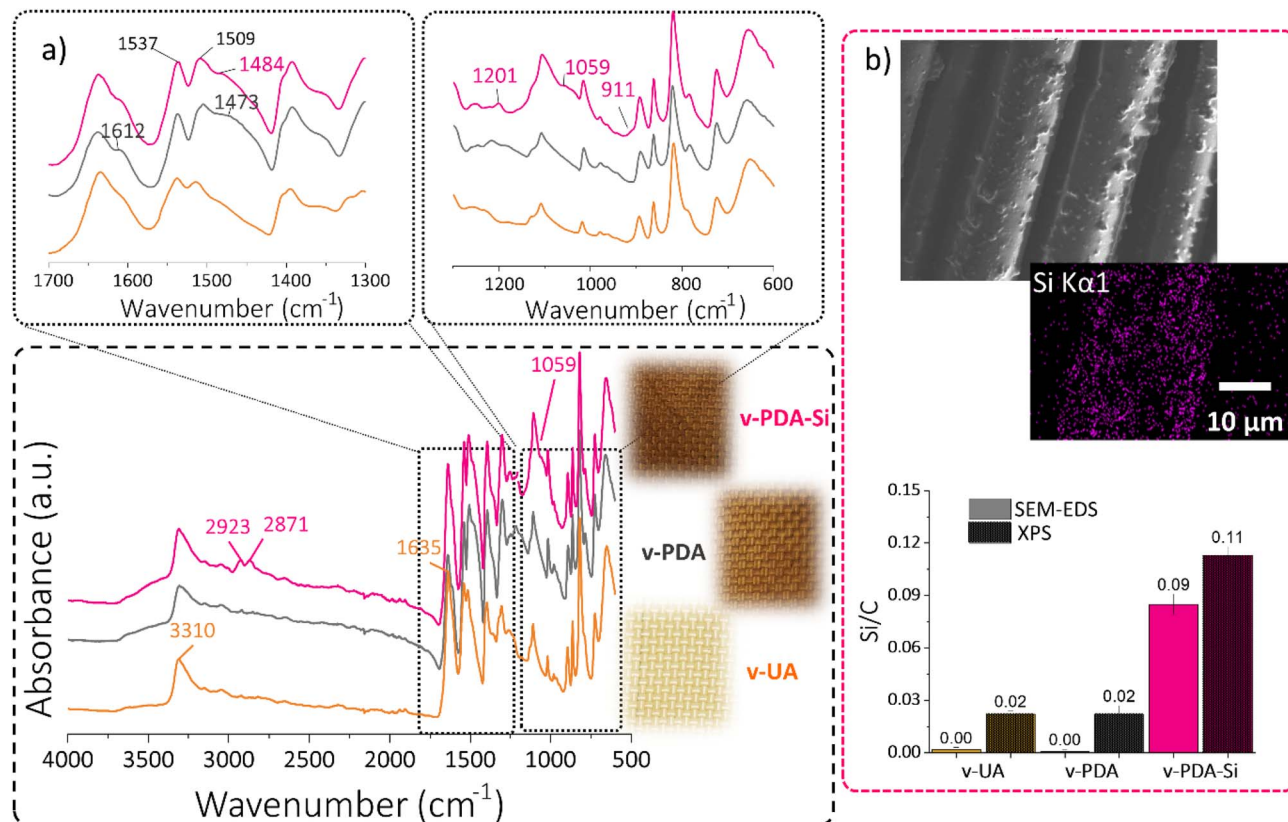 a)
1537
1509
1484
1473
1612
1700 1600 1500 1400 1300
Wavenumber (cm-1)
1201
1059
911
1200 1000 800 600
Wavenumber (cm-1)
Absorbance (a.u.)
2923
2871
3310
1635
1059
v-PDA-Si
v-PDA
v-UA
4000 3500 3000 2500 2000 1500 1000 500
Wavenumber (cm-1)
b)
Si Kα1
10 µm
Si/C
0.15
0.12
0.09
0.06
0.03
0.00
SEM-EDS
XPS
0.00
0.02
0.00
0.02
0.09
0.11
v-UA v-PDA v-PDA-Si